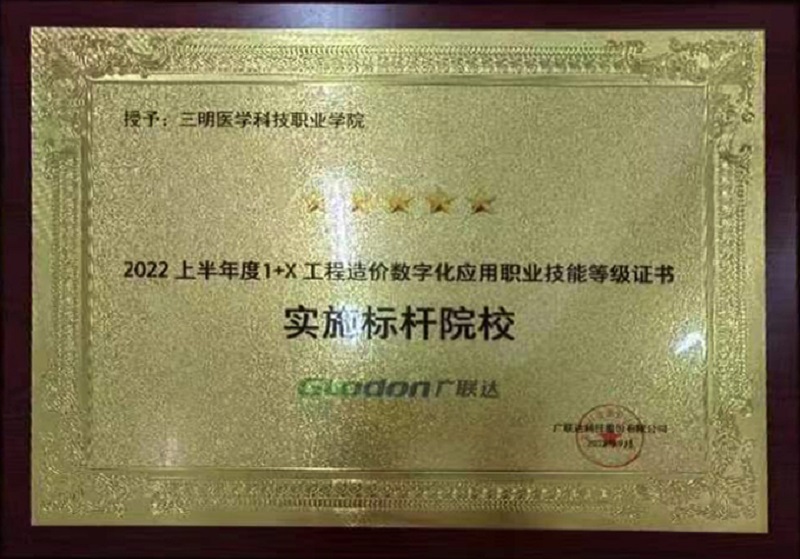 授予：三明医学科技职业学院
2022 上半年度1+X 工程造价数字化应用职业技能等级证书
实施标杆院校
Glodon广联达
广联达科技股份有限公司